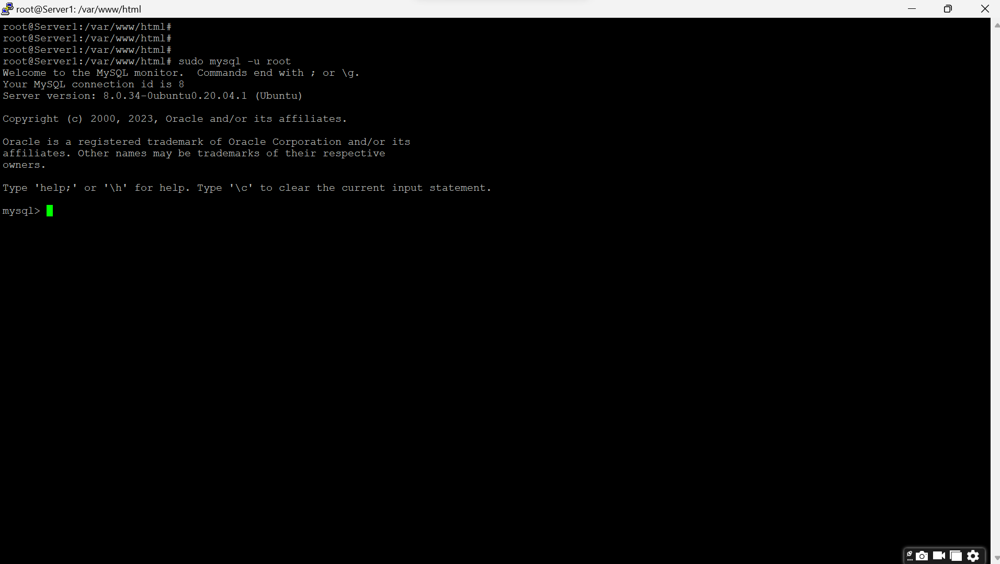 root@Server1: /var/www/html
root@Server1:/var/www/html#
root@Server1:/var/www/html#
root@Server1:/var/www/html#
root@Server1:/var/www/html# sudo mysql -u root
Welcome to the MySQL monitor.  Commands end with ; or \g.
Your MySQL connection id is 8
Server version: 8.0.34-0ubuntu0.20.04.1 (Ubuntu)
Copyright (c) 2000, 2023, Oracle and/or its affiliates.
Oracle is a registered trademark of Oracle Corporation and/or its
affiliates. Other names may be trademarks of their respective
owners.
Type 'help;' or '\h' for help. Type '\c' to clear the current input statement.
mysql>